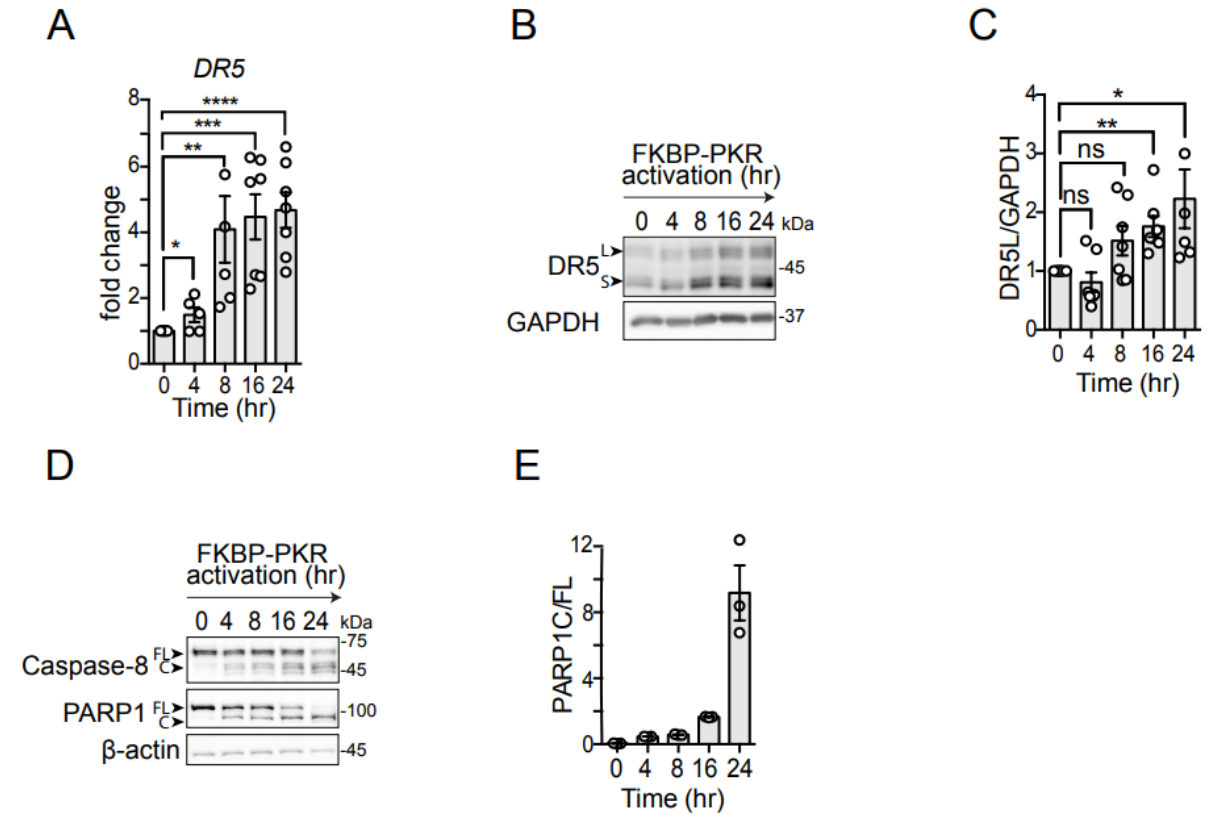 A
DR5
fold change
8
6
4
2
0
****
***
**
*
0 4 8 16 24
Time (hr)
B
FKBP-PKR
activation (hr)
0 4 8 16 24 kDa
DR5
L
S
-45
GAPDH
-37
C
DR5L/GAPDH
4
3
2
1
0
*
**
ns
ns
0 4 8 16 24
Time (hr)
D
FKBP-PKR
activation (hr)
0 4 8 16 24 kDa
-75
Caspase-8 FL
C
-45
PARP1 FL
C
-100
β-actin
-45
E
PARP1C/FL
12
8
4
0
0 4 8 16 24
Time (hr)